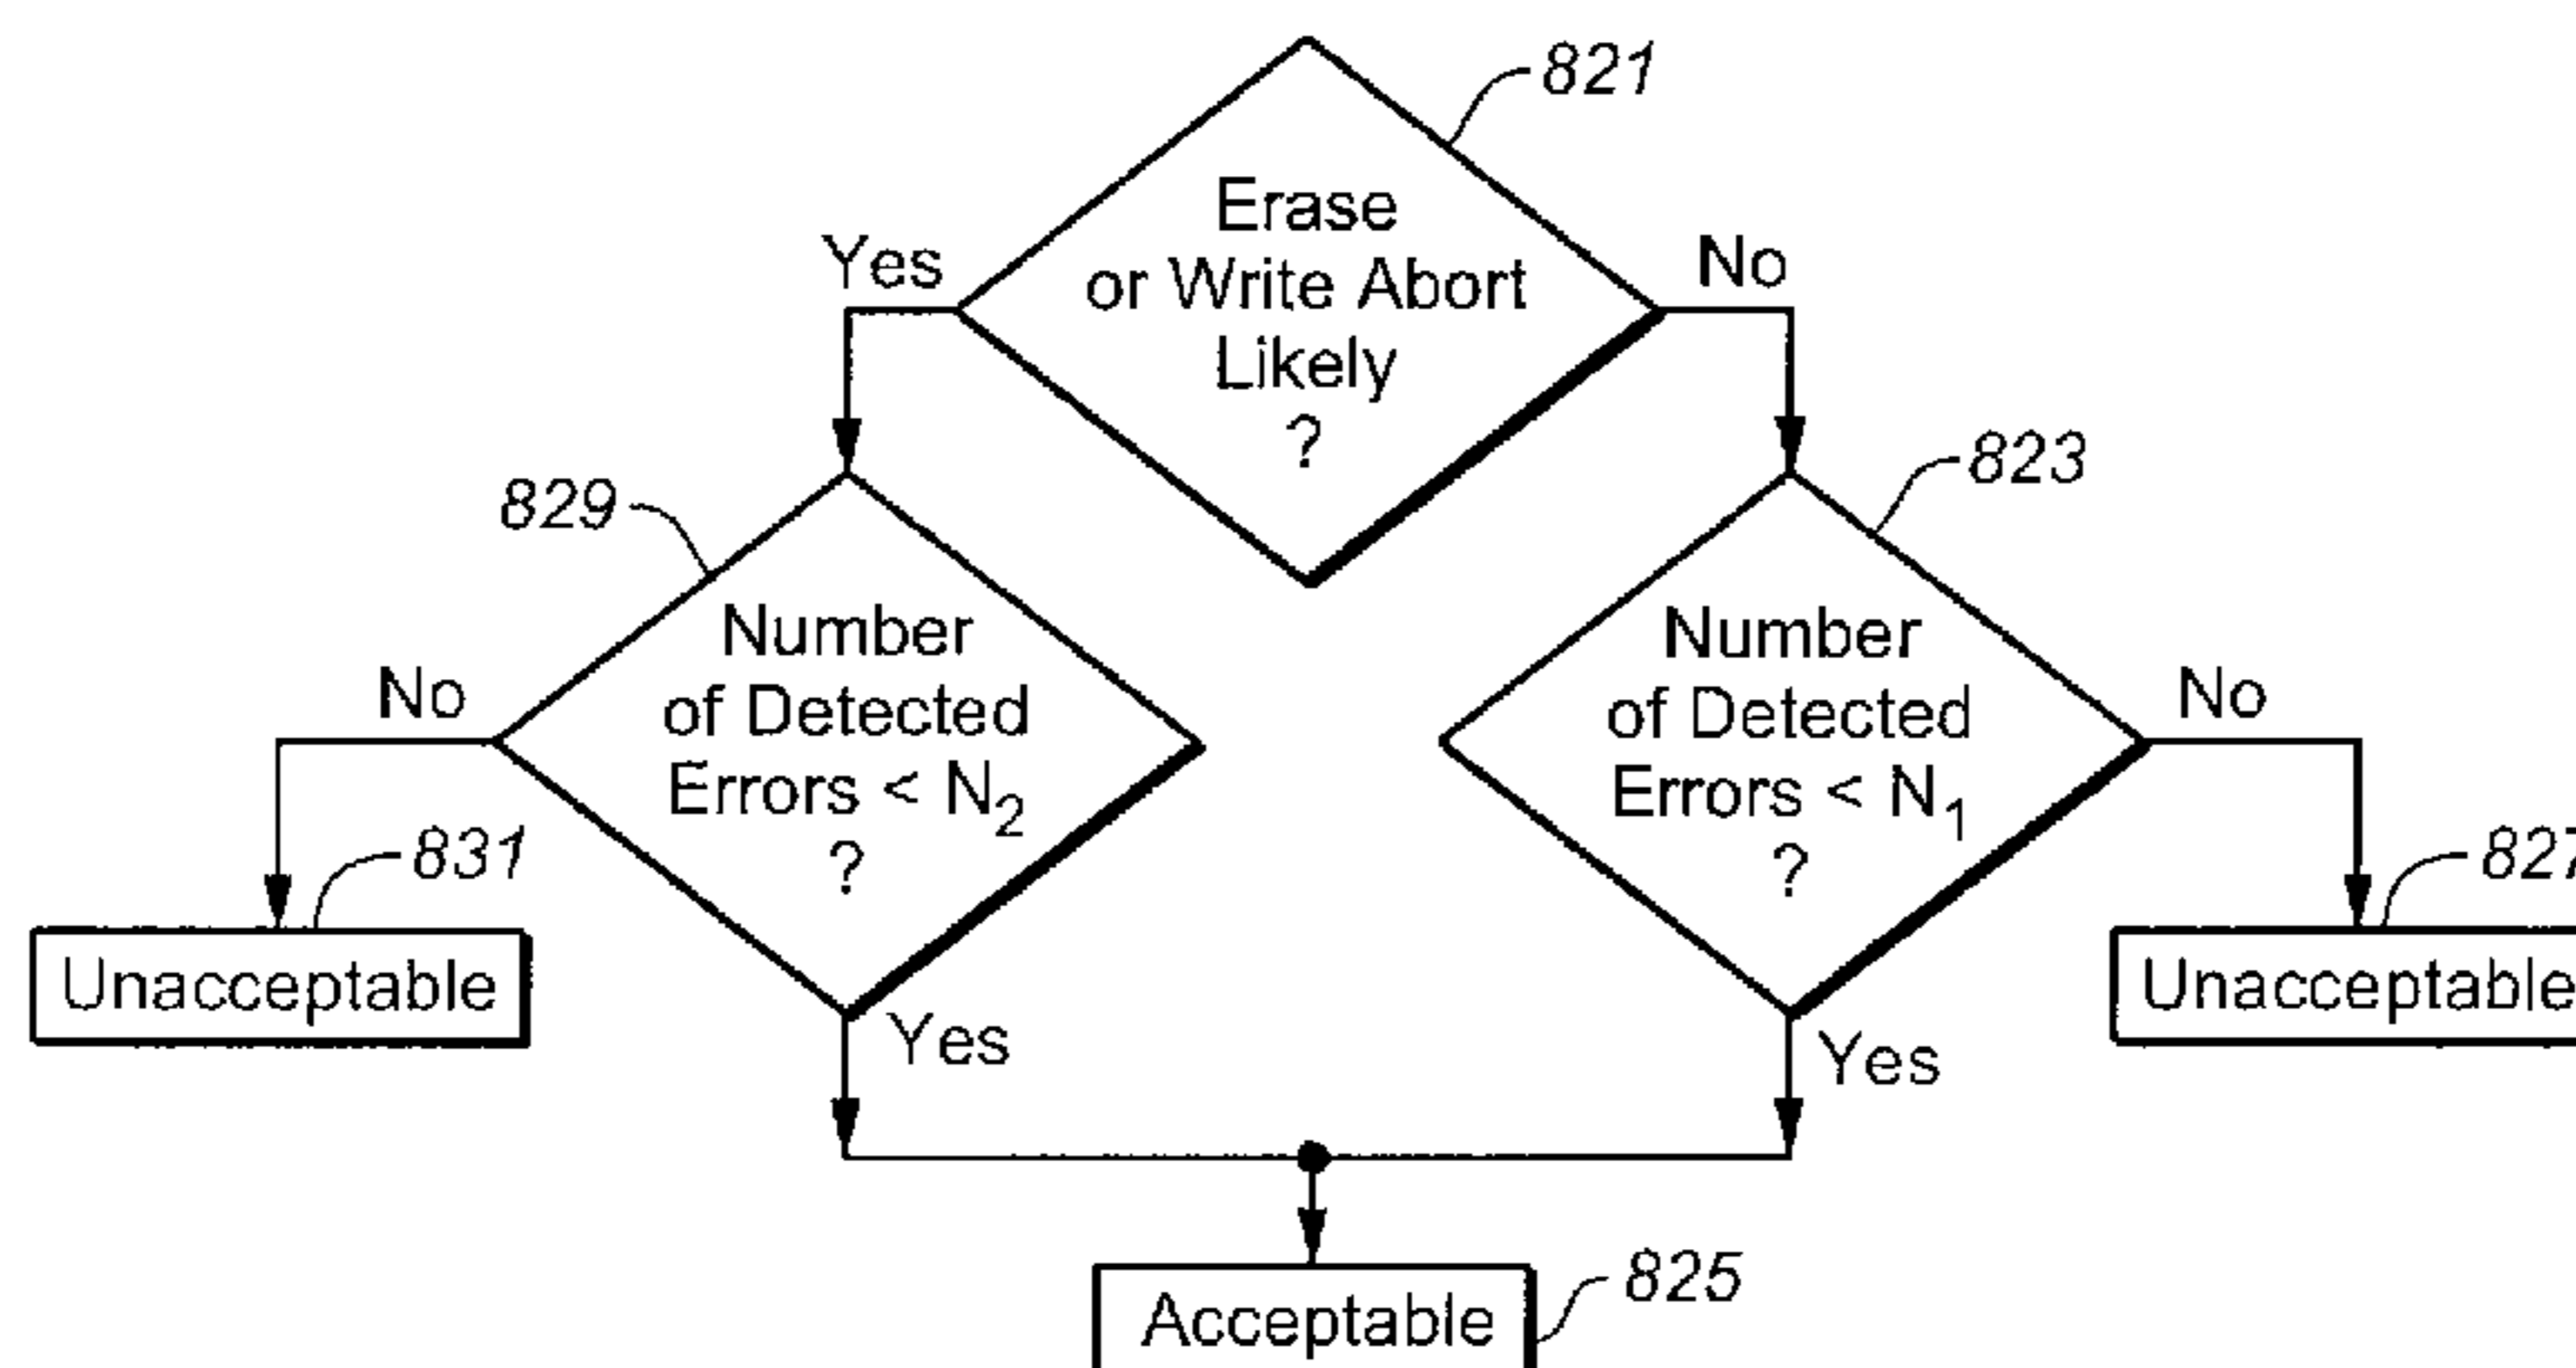 821
Erase
or Write Abort
Likely
?
Yes
No
829
823
Number
of Detected
Errors < N₂
?
Number
of Detected
Errors < N₁
?
No
No
831
827
Unacceptable
Unacceptable
Yes
Yes
825
Acceptable